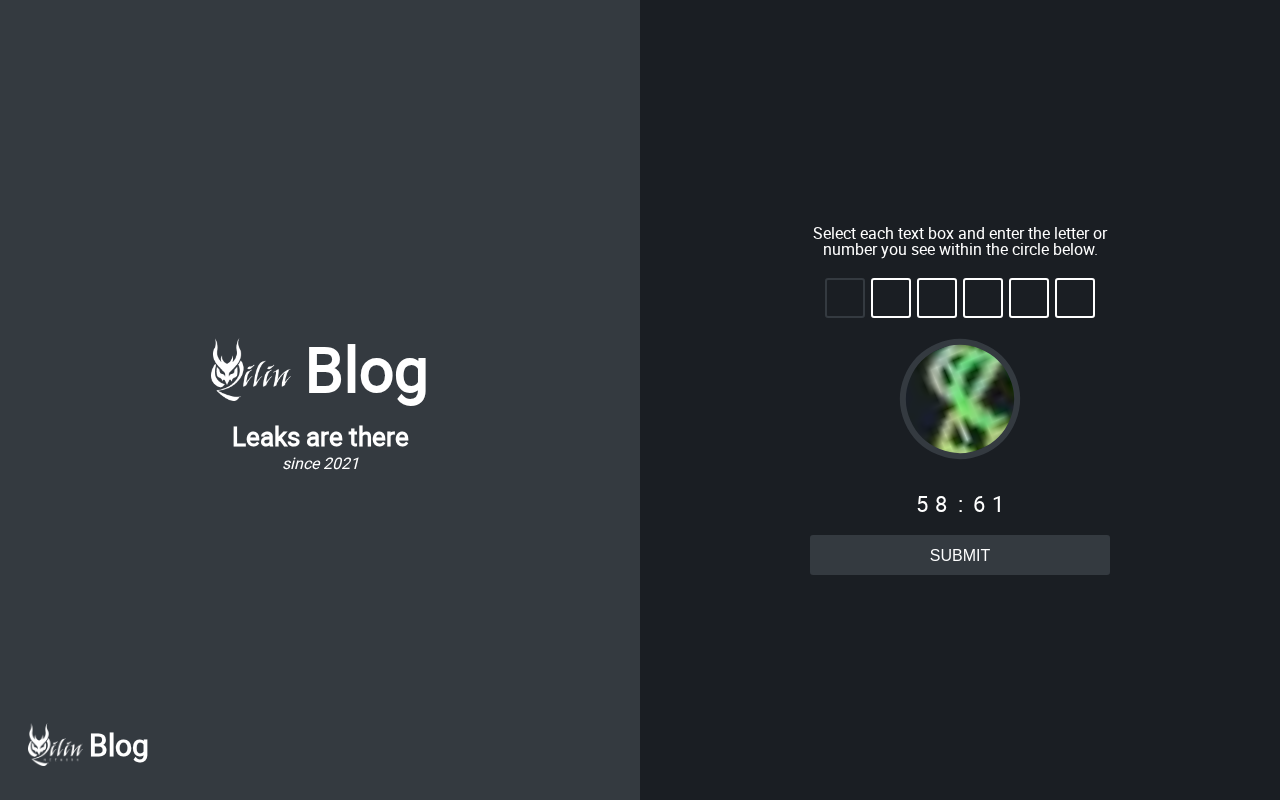 Qilin Blog
Leaks are there
since 2021
Select each text box and enter the letter or
number you see within the circle below.
58 : 61
SUBMIT
Qilin Blog